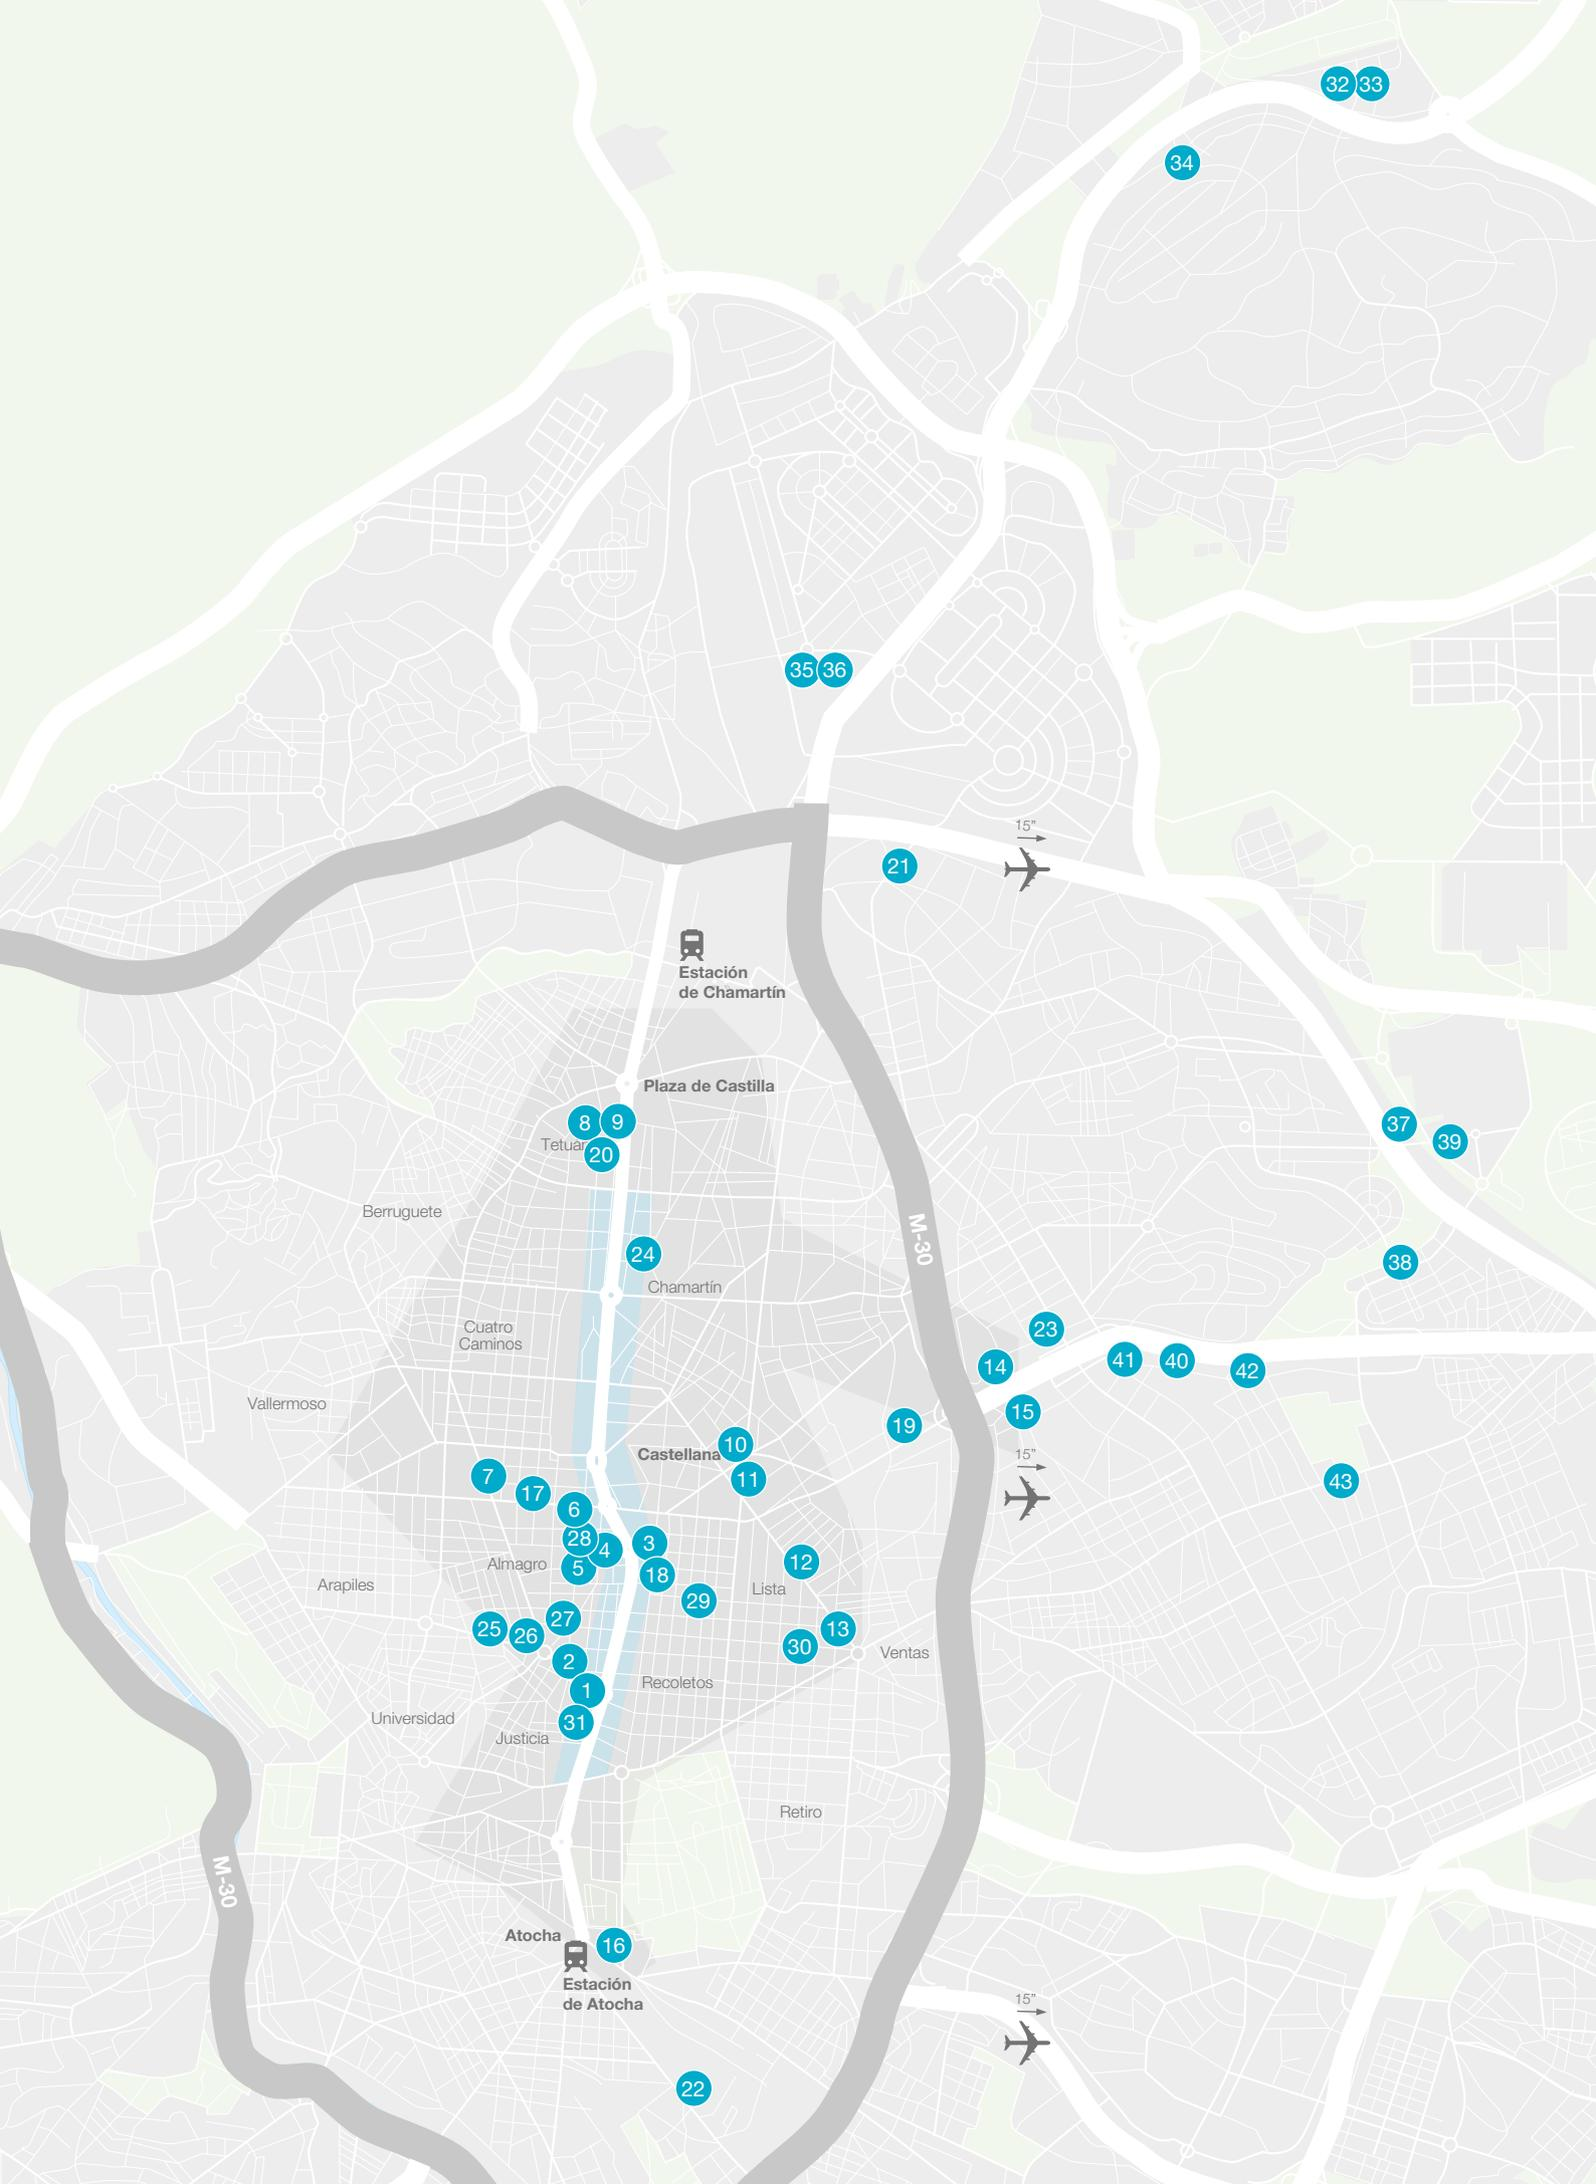 32
33
34
35
36
15”
21
Estación
de Chamartín
Plaza de Castilla
8
9
Tetuán
20
37
39
Berruguete
M-30
24
38
Chamartín
Cuatro
Caminos
23
14
41
40
42
Vallermoso
15
19
Castellana
10
15”
7
11
43
17
6
28
4
3
Almagro
5
12
18
Arapiles
Lista
29
27
25
26
13
30
Ventas
2
Recoletos
1
Universidad
31
Justicia
Retiro
M-30
Atocha
16
Estación
de Atocha
15”
22